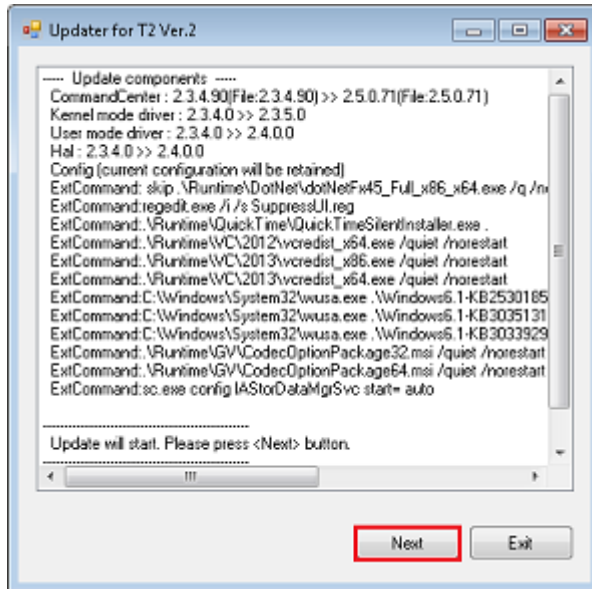 Updater for T2 Ver.2
----- Update components -----
CommandCenter : 2.3.4.90(File:2.3.4.90) >> 2.5.0.71(File:2.5.0.71)
Kernel mode driver : 2.3.4.0 >> 2.3.5.0
User mode driver : 2.3.4.0 >> 2.4.0.0
Hal : 2.3.4.0 >> 2.4.0.0
Config (current configuration will be retained)
ExtCommand: skip .\Runtime\DotNet\dotNetFx45_Full_x86_x64.exe /q /no
ExtCommand:regedit.exe /i /s SuppressUI.reg
ExtCommand:.\Runtime\QuickTime\QuickTimeSilentInstaller.exe .
ExtCommand:.\Runtime\VC\2012\vcredist_x64.exe /quiet /norestart
ExtCommand:.\Runtime\VC\2013\vcredist_x86.exe /quiet /norestart
ExtCommand:.\Runtime\VC\2013\vcredist_x64.exe /quiet /norestart
ExtCommand:C:\Windows\System32\wusa.exe .\Windows6.1-KB2530185
ExtCommand:C:\Windows\System32\wusa.exe .\Windows6.1-KB3035131
ExtCommand:C:\Windows\System32\wusa.exe .\Windows6.1-KB3033929
ExtCommand:.\Runtime\GV\CodecOptionPackage32.msi /quiet /norestart
ExtCommand:.\Runtime\GV\CodecOptionPackage64.msi /quiet /norestart
ExtCommand:sc.exe config IAStorDataMgrSvc start= auto
--------------------------------------------------
Update will start. Please press <Next> button.
--------------------------------------------------
Next
Exit